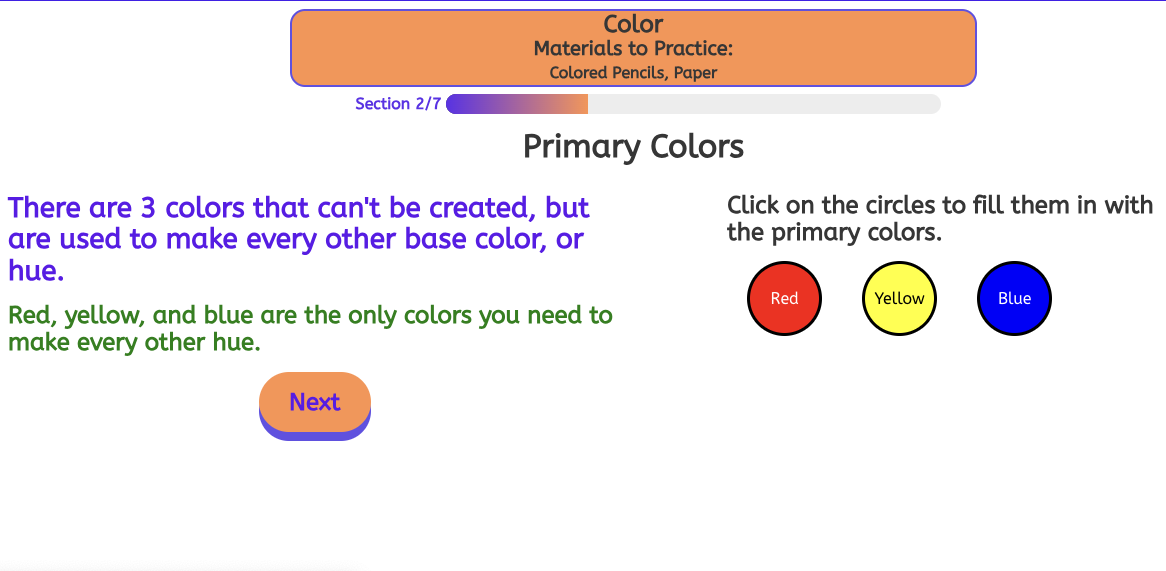 Color
Materials to Practice:
Colored Pencils, Paper
Section 2/7
Primary Colors
There are 3 colors that can't be created, but
are used to make every other base color, or
hue.
Red, yellow, and blue are the only colors you need to
make every other hue.
Next
Click on the circles to fill them in with
the primary colors.
Red Yellow Blue